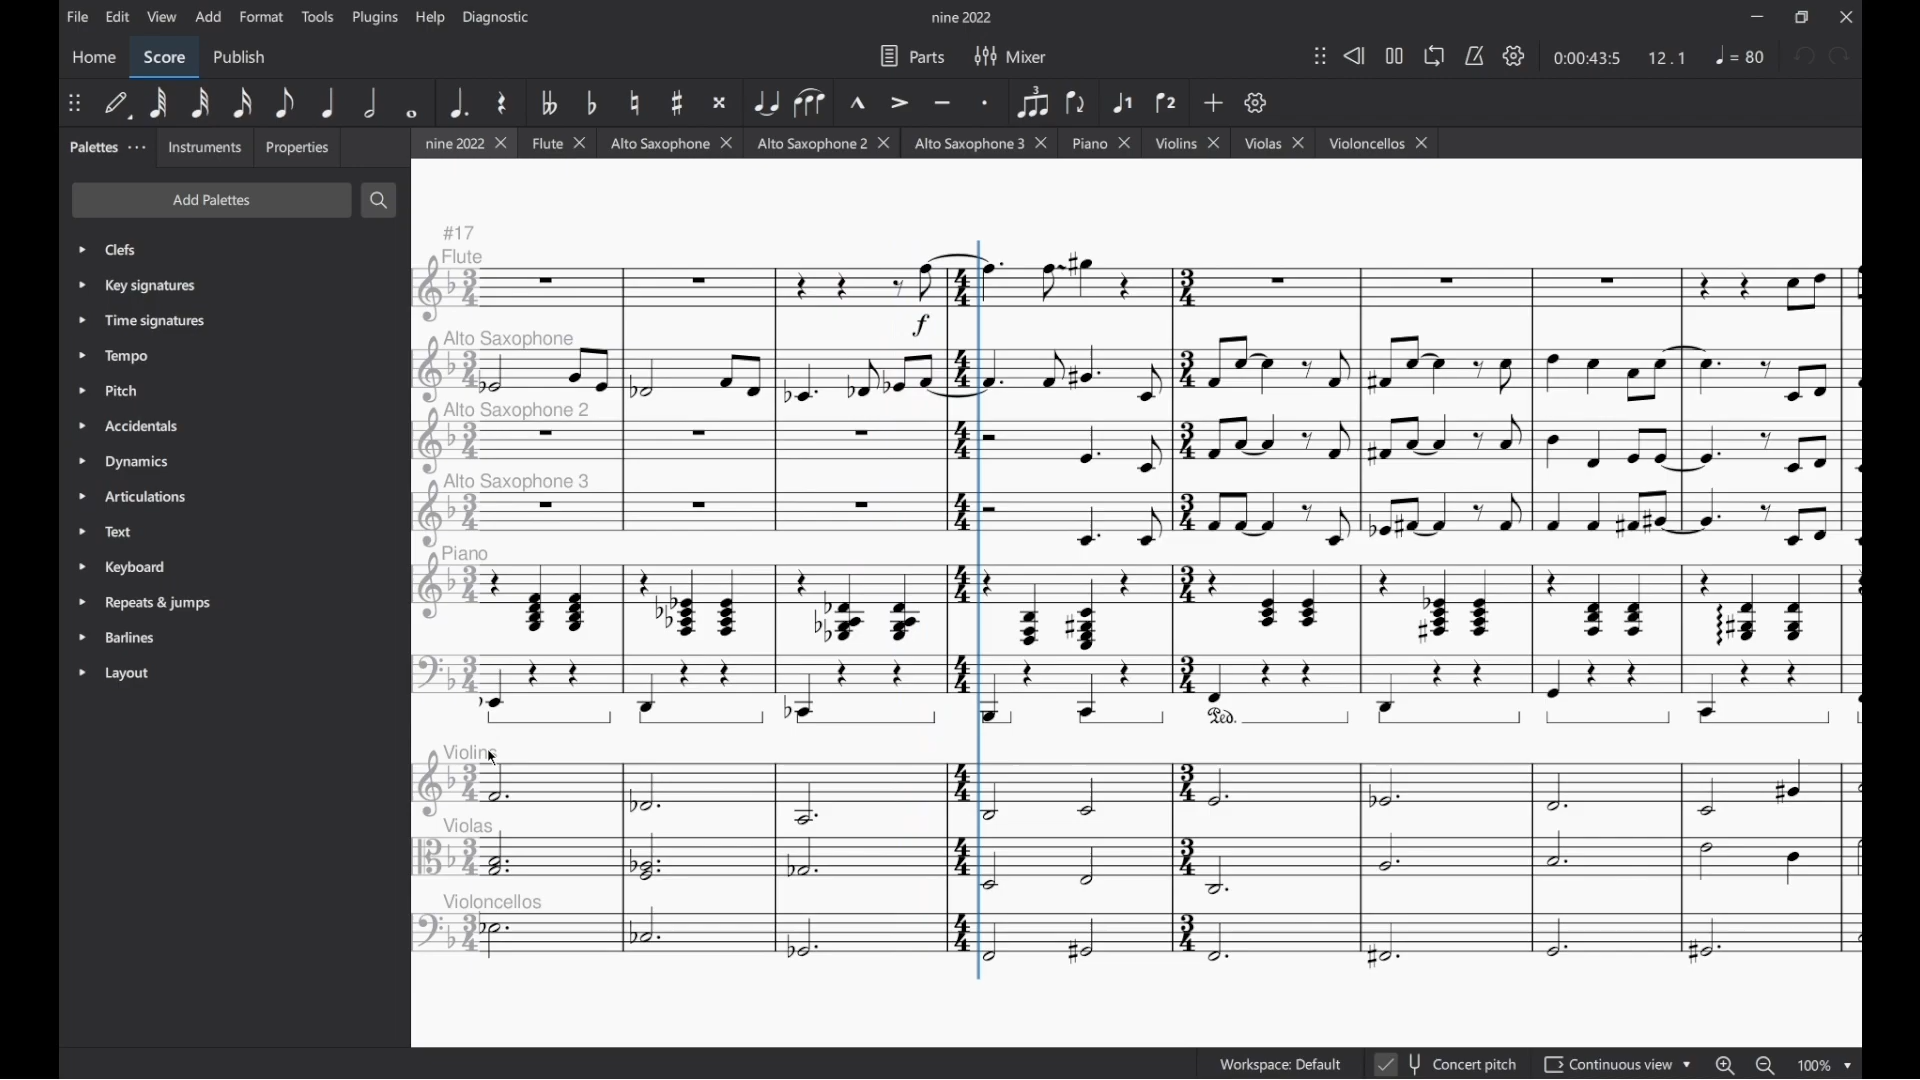 File Edit View Add Format Tools Plugins Help Diagnostic
nine 2022
Home Score Publish
Parts Mixer
0:00:43:5 12 . 1 = 80
3 1 2
Palettes Instruments Properties
nine 2022 Flute Alto Saxophone Alto Saxophone 2 Alto Saxophone 3 Piano Violins Violas Violoncellos
Add Palettes
Clefs
Key signatures
Time signatures
Tempo
Pitch
Accidentals
Dynamics
Articulations
Text
Keyboard
Repeats & jumps
Barlines
Layout
#17
Flute
f
Alto Saxophone
Alto Saxophone 2
Alto Saxophone 3
Piano
Ped.
Violins
Violas
Violoncellos
Workspace: Default Concert pitch Continuous view 100%